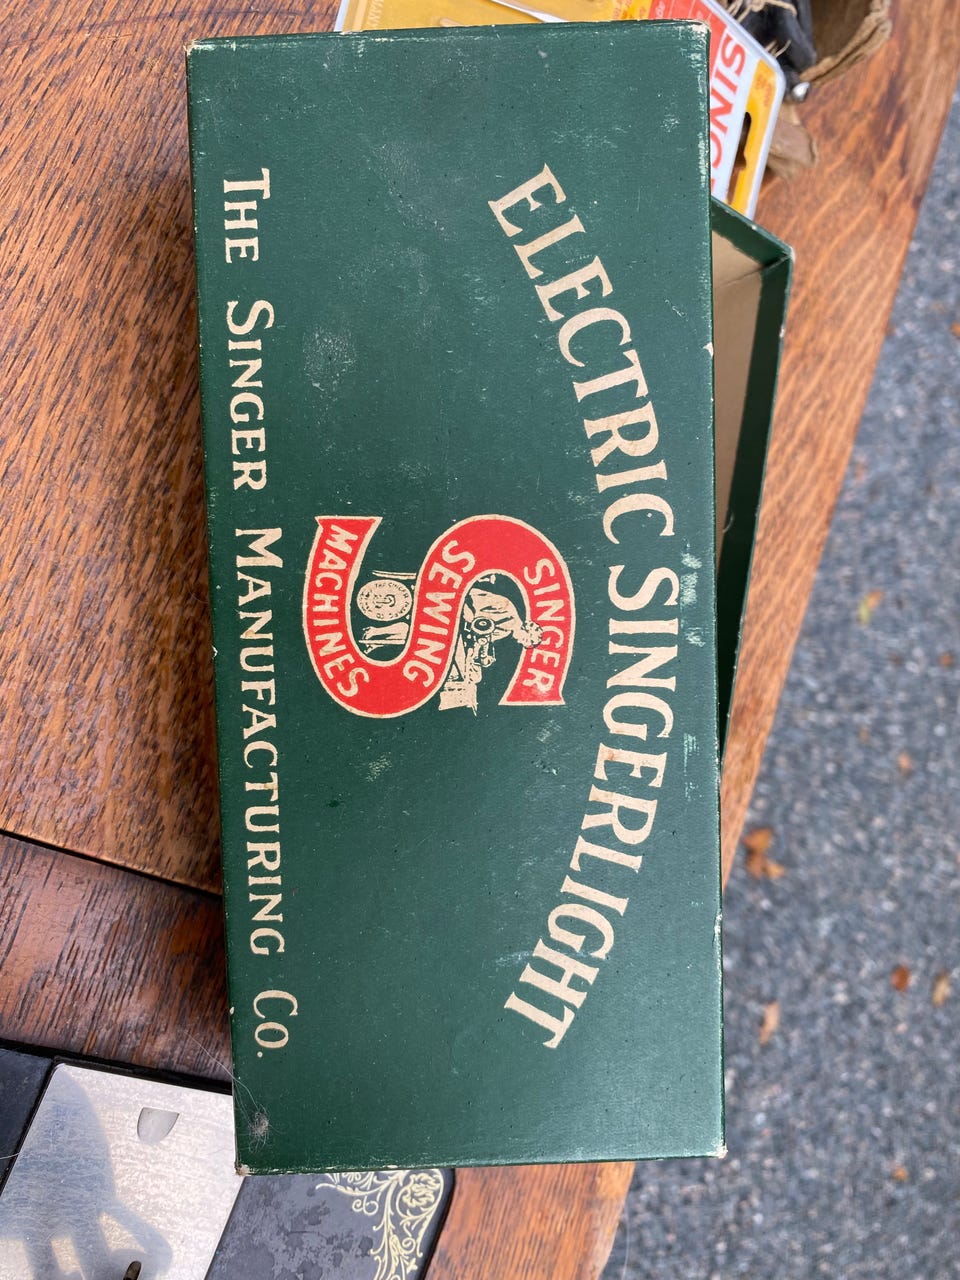 ELECTRIC SINGERLIGHT
SINGER
SEWING
MACHINES
THE SINGER MANUFACTURING CO.